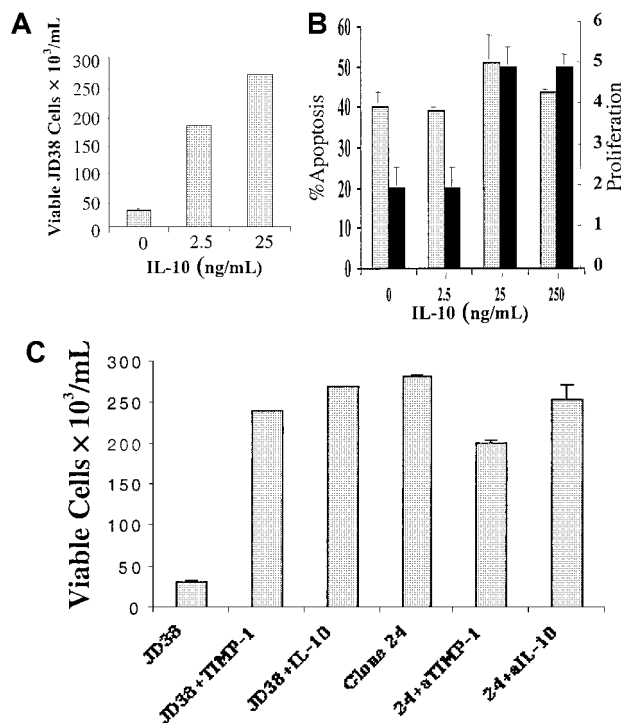 A
Viable JD38 Cells × 10³/mL
300
250
200
150
100
50
0
0 2.5 25
IL-10 (ng/mL)
B
%Apoptosis
60
50
40
30
20
10
0
6
5
4
3
2
1
0
Proliferation
0 2.5 25 250
IL-10 (ng/mL)
C
Viable Cells × 10³/mL
300
250
200
150
100
50
0
JD38
JD38+TIMP-1
JD38+IL-10
Clone 24
24+aTIMP-1
24+aIL-10